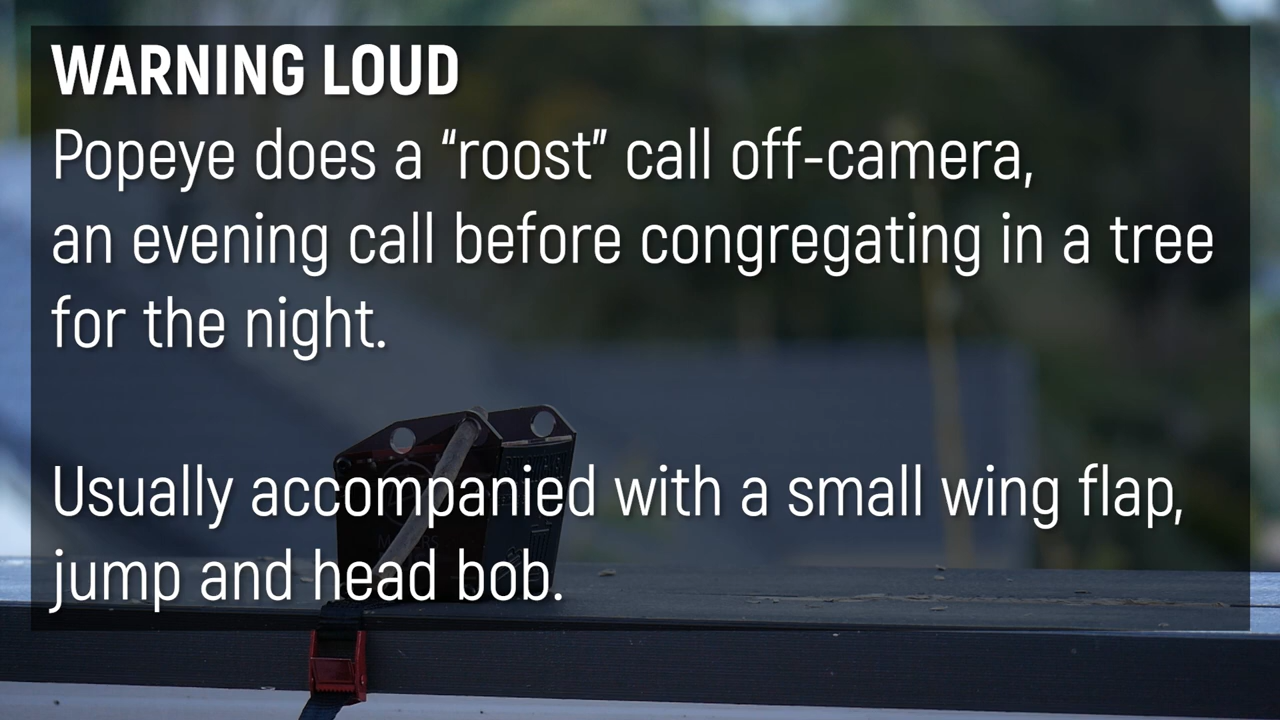 WARNING LOUD
Popeye does a “roost” call off-camera,
an evening call before congregating in a tree
for the night.
Usually accompanied with a small wing flap,
jump and head bob.